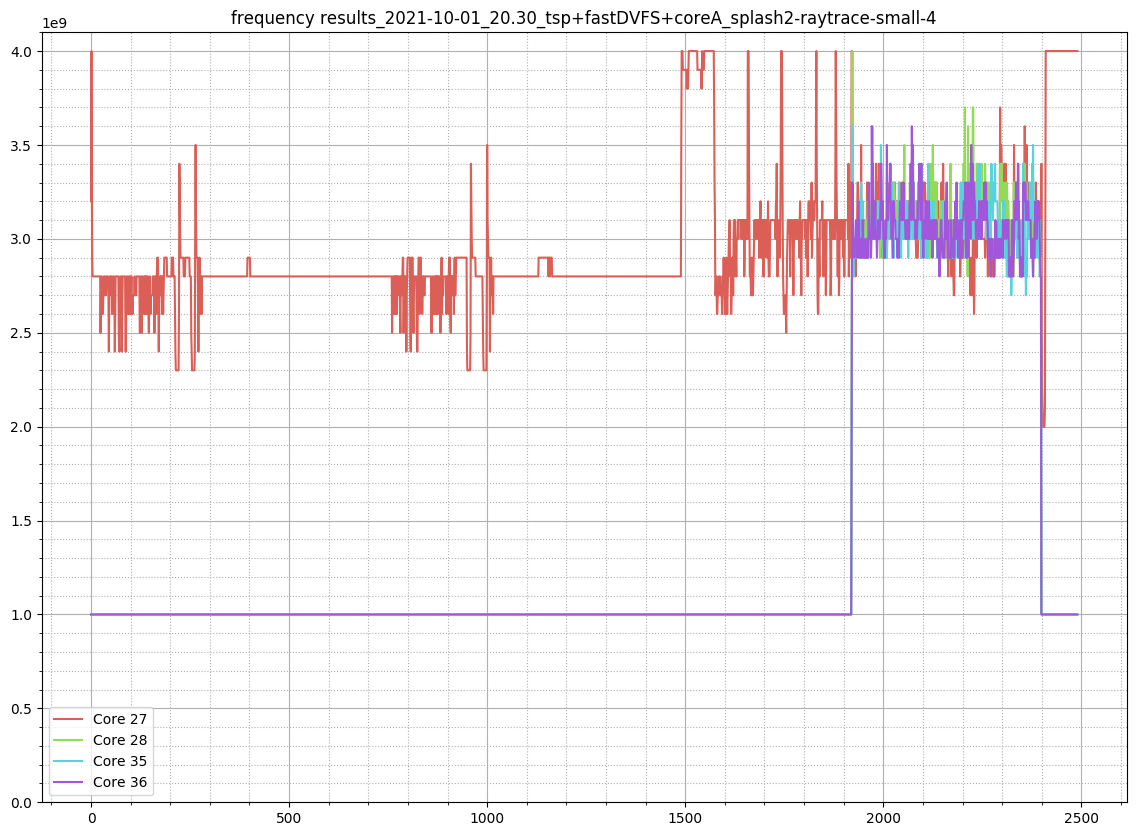 frequency results_2021-10-01_20.30_tsp+fastDVFS+coreA_splash2-raytrace-small-4
1e9
4.0
3.5
3.0
2.5
2.0
1.5
1.0
0.5
0.0
Core 27
Core 28
Core 35
Core 36
0 500 1000 1500 2000 2500